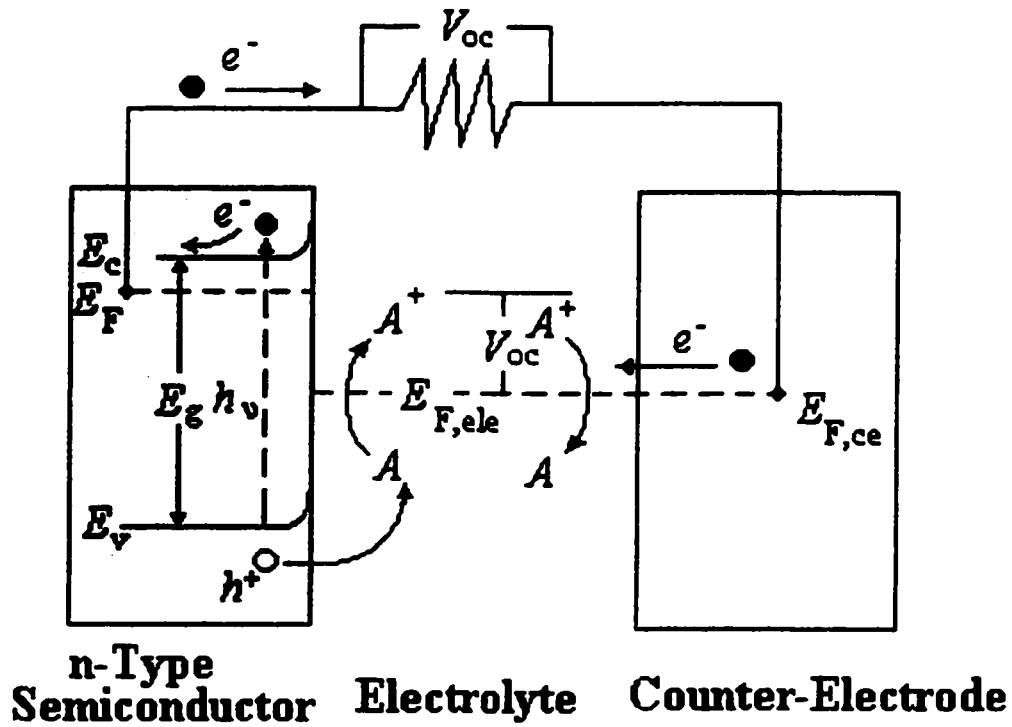 V_oc
e⁻
e⁻
E_c
E_F
A⁺
A⁺
V_oc
e⁻
E_g hν
E_F,ele
E_F,ce
A
A
E_v
h⁺
n-Type
Semiconductor
Electrolyte
Counter-Electrode